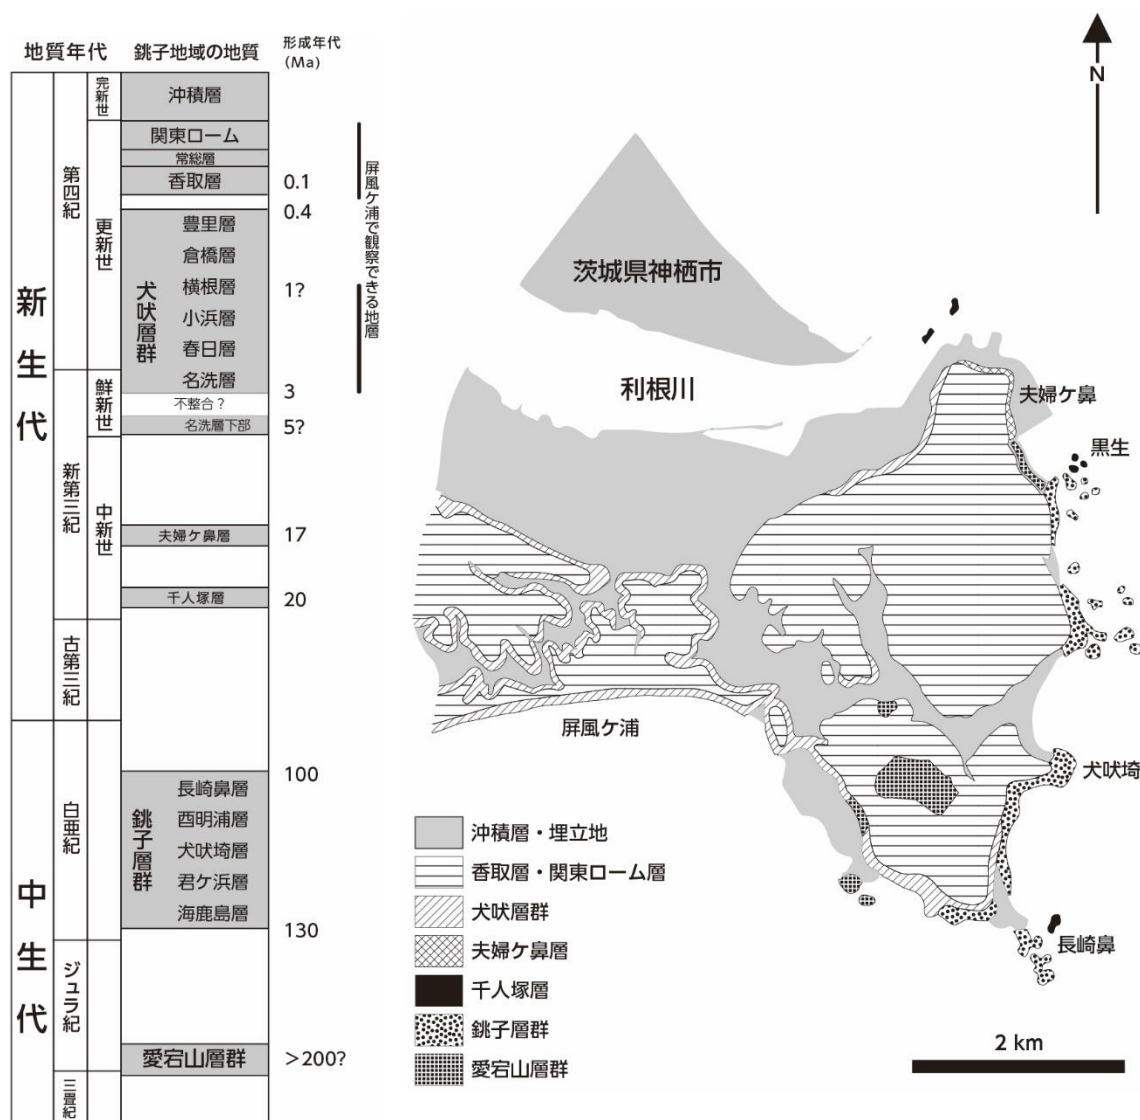 地質年代
銚子地域の地質
形成年代
(Ma)
新生代
第四紀
完新世
沖積層
更新世
関東ローム
常総層
香取層
0.1
0.4
犬吠層群
豊里層
倉橋層
横根層
1?
小浜層
春日層
名洗層
3
屏風ケ浦で観察できる地層
新第三紀
鮮新世
不整合？
名洗層下部
5?
中新世
夫婦ケ鼻層
17
千人塚層
20
古第三紀
中生代
白亜紀
100
銚子層群
長崎鼻層
酉明浦層
犬吠埼層
君ケ浜層
海鹿島層
130
ジュラ紀
愛宕山層群
>200?
三畳紀
N
茨城県神栖市
利根川
夫婦ケ鼻
黒生
屏風ケ浦
犬吠埼
長崎鼻
沖積層・埋立地
香取層・関東ローム層
犬吠層群
夫婦ケ鼻層
千人塚層
銚子層群
愛宕山層群
2 km